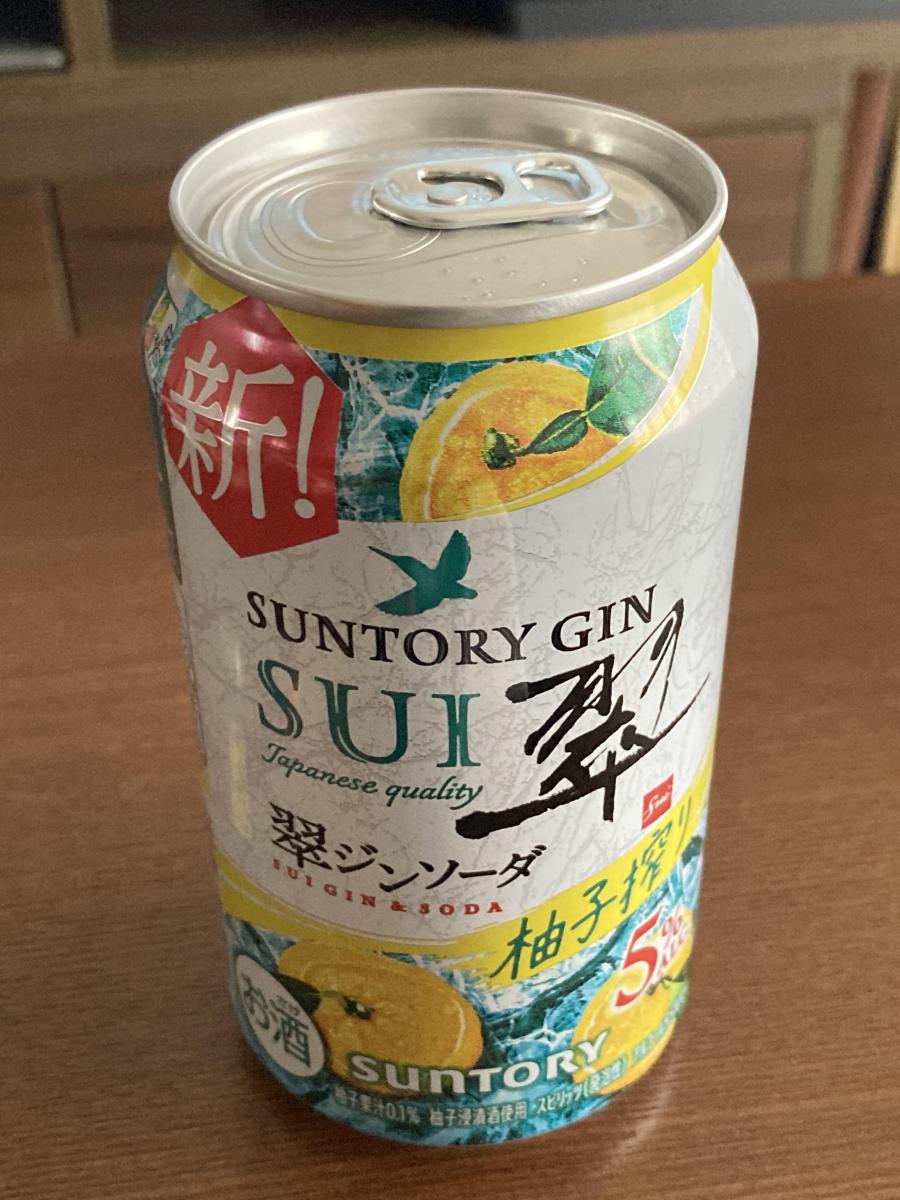 新!
SUNTORY GIN
SUI 翠
Japanese quality
翠ジンソーダ
SUI GIN & SODA
柚子搾り
5%
ALC.
お酒
SUNTORY
柚子果汁0.1% 柚子浸漬酒使用 スピリッツ(発泡性)